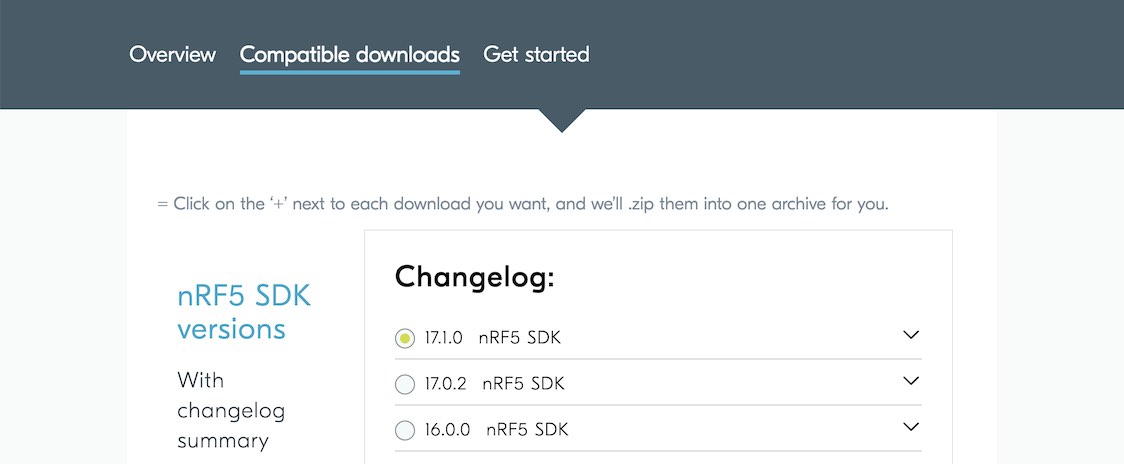 Overview Compatible downloads Get started
= Click on the ‘+’ next to each download you want, and we’ll .zip them into one archive for you.
nRF5 SDK
versions
With
changelog
summary
Changelog:
17.1.0 nRF5 SDK
17.0.2 nRF5 SDK
16.0.0 nRF5 SDK